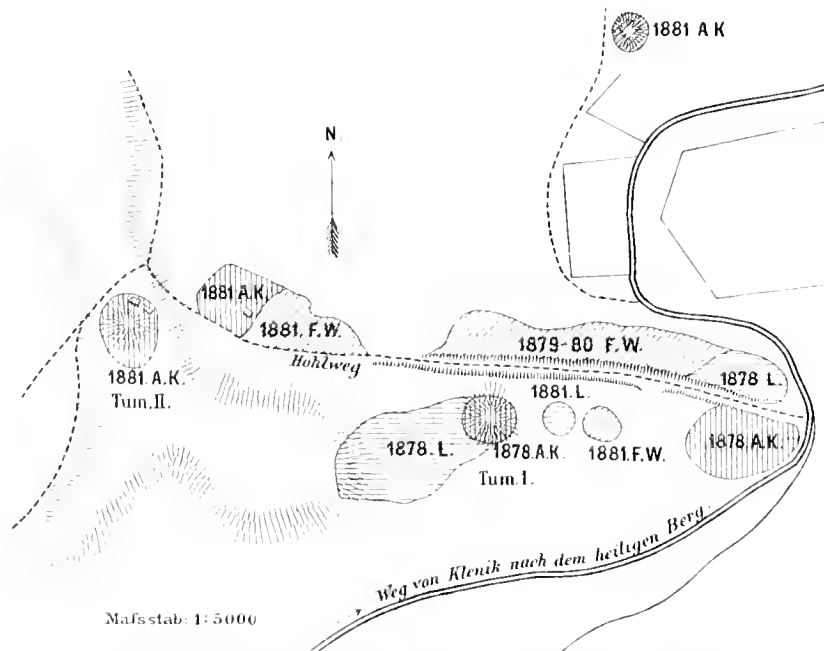 1881 A K
N
1881 A.K.
1881. F.W.
1879-80 F.W.
Hohlweg
1878 L.
1881. A.K.
Tum. II.
1881. L.
1878. L.
1878. A.K.
Tum. I.
1881. F.W.
1878. A.K.
Weg von Klenik nach dem heiligen Berg.
Mafsstab: 1:5000